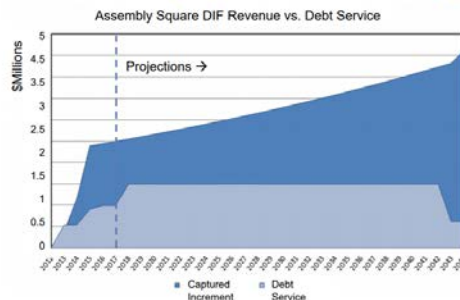 Assembly Square DIF Revenue vs. Debt Service
$Millions
5
4.5
3.5
3
2.5
2
1.5
1
0.5
0
Projections →
2013 2014 2015 2016 2017 2018 2019 2020 2021 2022 2023 2024 2025 2026 2027 2028 2029 2030 2031 2032 2033 2034 2035 2036 2037 2038 2039 2040 2041 2042 2043
Captured Debt
Increment Service